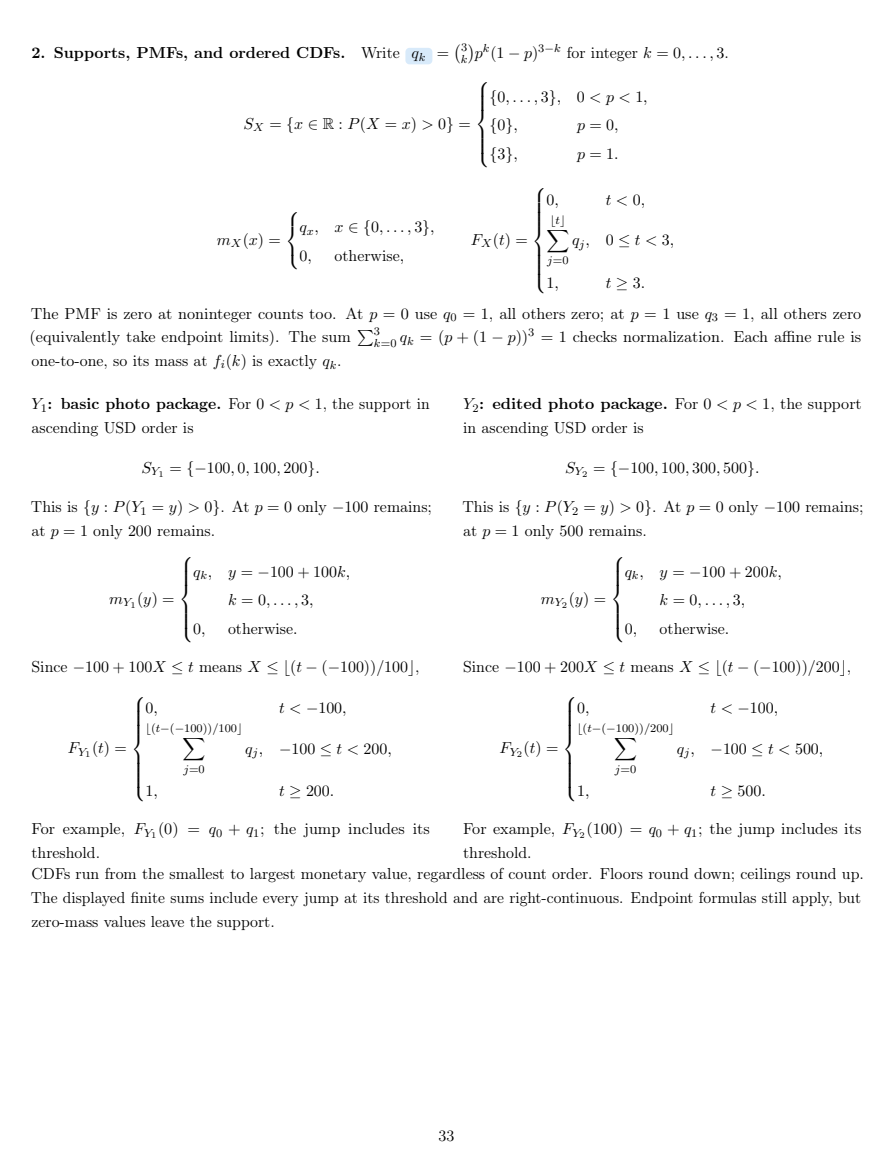 2. Supports, PMFs, and ordered CDFs. Write q_k = \binom{3}{k} p^k (1 − p)^{3−k} for integer k = 0, . . . , 3.
S_X = {x ∈ ℝ : P(X = x) > 0} = { {0, . . . , 3}, 0 < p < 1,
{0}, p = 0,
{3}, p = 1.
m_X(x) = { q_x, x ∈ {0, . . . , 3},
0, otherwise,
F_X(t) = { 0, t < 0,
∑_{j=0}^{⌊t⌋} q_j, 0 ≤ t < 3,
1, t ≥ 3.
The PMF is zero at noninteger counts too. At p = 0 use q_0 = 1, all others zero; at p = 1 use q_3 = 1, all others zero
(equivalently take endpoint limits). The sum ∑_{k=0}^{3} q_k = (p + (1 − p))^3 = 1 checks normalization. Each affine rule is
one-to-one, so its mass at f_i(k) is exactly q_k.
Y_1: basic photo package. For 0 < p < 1, the support in
ascending USD order is
S_{Y_1} = {−100, 0, 100, 200}.
This is {y : P(Y_1 = y) > 0}. At p = 0 only −100 remains;
at p = 1 only 200 remains.
m_{Y_1}(y) = { q_k, y = −100 + 100k,
k = 0, . . . , 3,
0, otherwise.
Since −100 + 100X ≤ t means X ≤ ⌊(t − (−100))/100⌋,
F_{Y_1}(t) = { 0, t < −100,
∑_{j=0}^{⌊(t−(−100))/100⌋} q_j, −100 ≤ t < 200,
1, t ≥ 200.
For example, F_{Y_1}(0) = q_0 + q_1; the jump includes its
threshold.
Y_2: edited photo package. For 0 < p < 1, the support
in ascending USD order is
S_{Y_2} = {−100, 100, 300, 500}.
This is {y : P(Y_2 = y) > 0}. At p = 0 only −100 remains;
at p = 1 only 500 remains.
m_{Y_2}(y) = { q_k, y = −100 + 200k,
k = 0, . . . , 3,
0, otherwise.
Since −100 + 200X ≤ t means X ≤ ⌊(t − (−100))/200⌋,
F_{Y_2}(t) = { 0, t < −100,
∑_{j=0}^{⌊(t−(−100))/200⌋} q_j, −100 ≤ t < 500,
1, t ≥ 500.
For example, F_{Y_2}(100) = q_0 + q_1; the jump includes its
threshold.
CDFs run from the smallest to largest monetary value, regardless of count order. Floors round down; ceilings round up.
The displayed finite sums include every jump at its threshold and are right-continuous. Endpoint formulas still apply, but
zero-mass values leave the support.
33